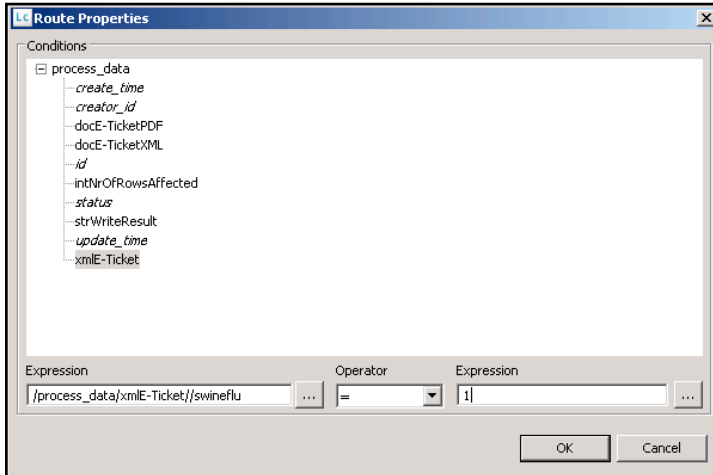 LC Route Properties
Conditions
process_data
create_time
creator_id
docE-TicketPDF
docE-TicketXML
id
intNrOfRowsAffected
status
strWriteResult
update_time
xmlE-Ticket
Expression Operator Expression
/process_data/xmlE-Ticket//swineflu ... = 1 ...
OK Cancel